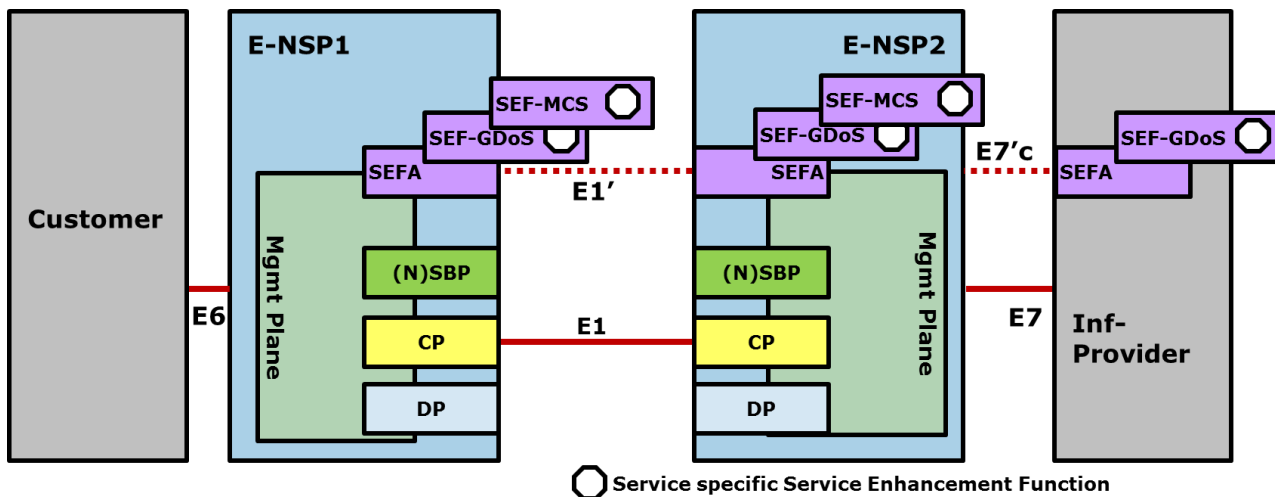 E-NSP1
E-NSP2
SEF-MCS
SEF-MCS
SEF-GDoS
SEF-GDoS
SEF-GDoS
E7’c
SEFA
SEFA
SEFA
E1’
Customer
Mgmt Plane
(N)SBP
(N)SBP
Mgmt Plane
E6
E1
E7
CP
CP
Inf-
Provider
DP
DP
Service specific Service Enhancement Function